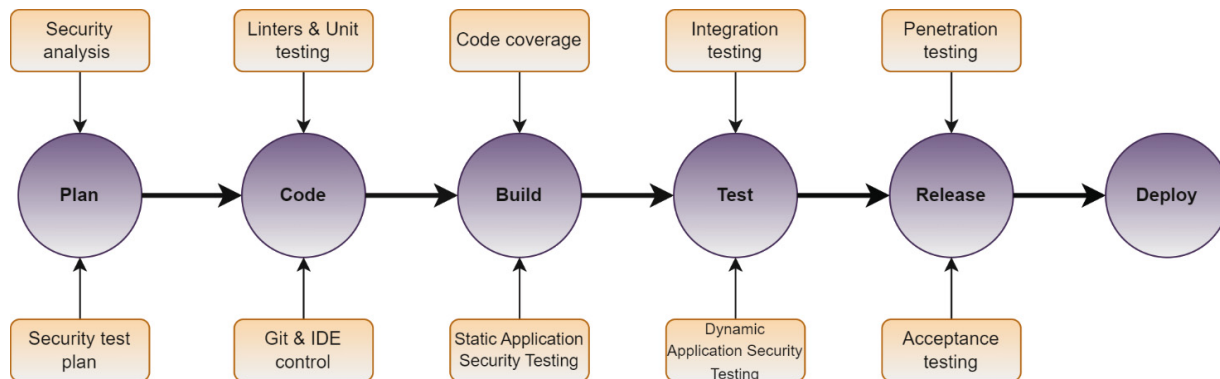 Security
analysis
Linters & Unit
testing
Code coverage
Integration
testing
Penetration
testing
Plan
Code
Build
Test
Release
Deploy
Security test
plan
Git & IDE
control
Static Application
Security Testing
Dynamic
Application Security
Testing
Acceptance
testing